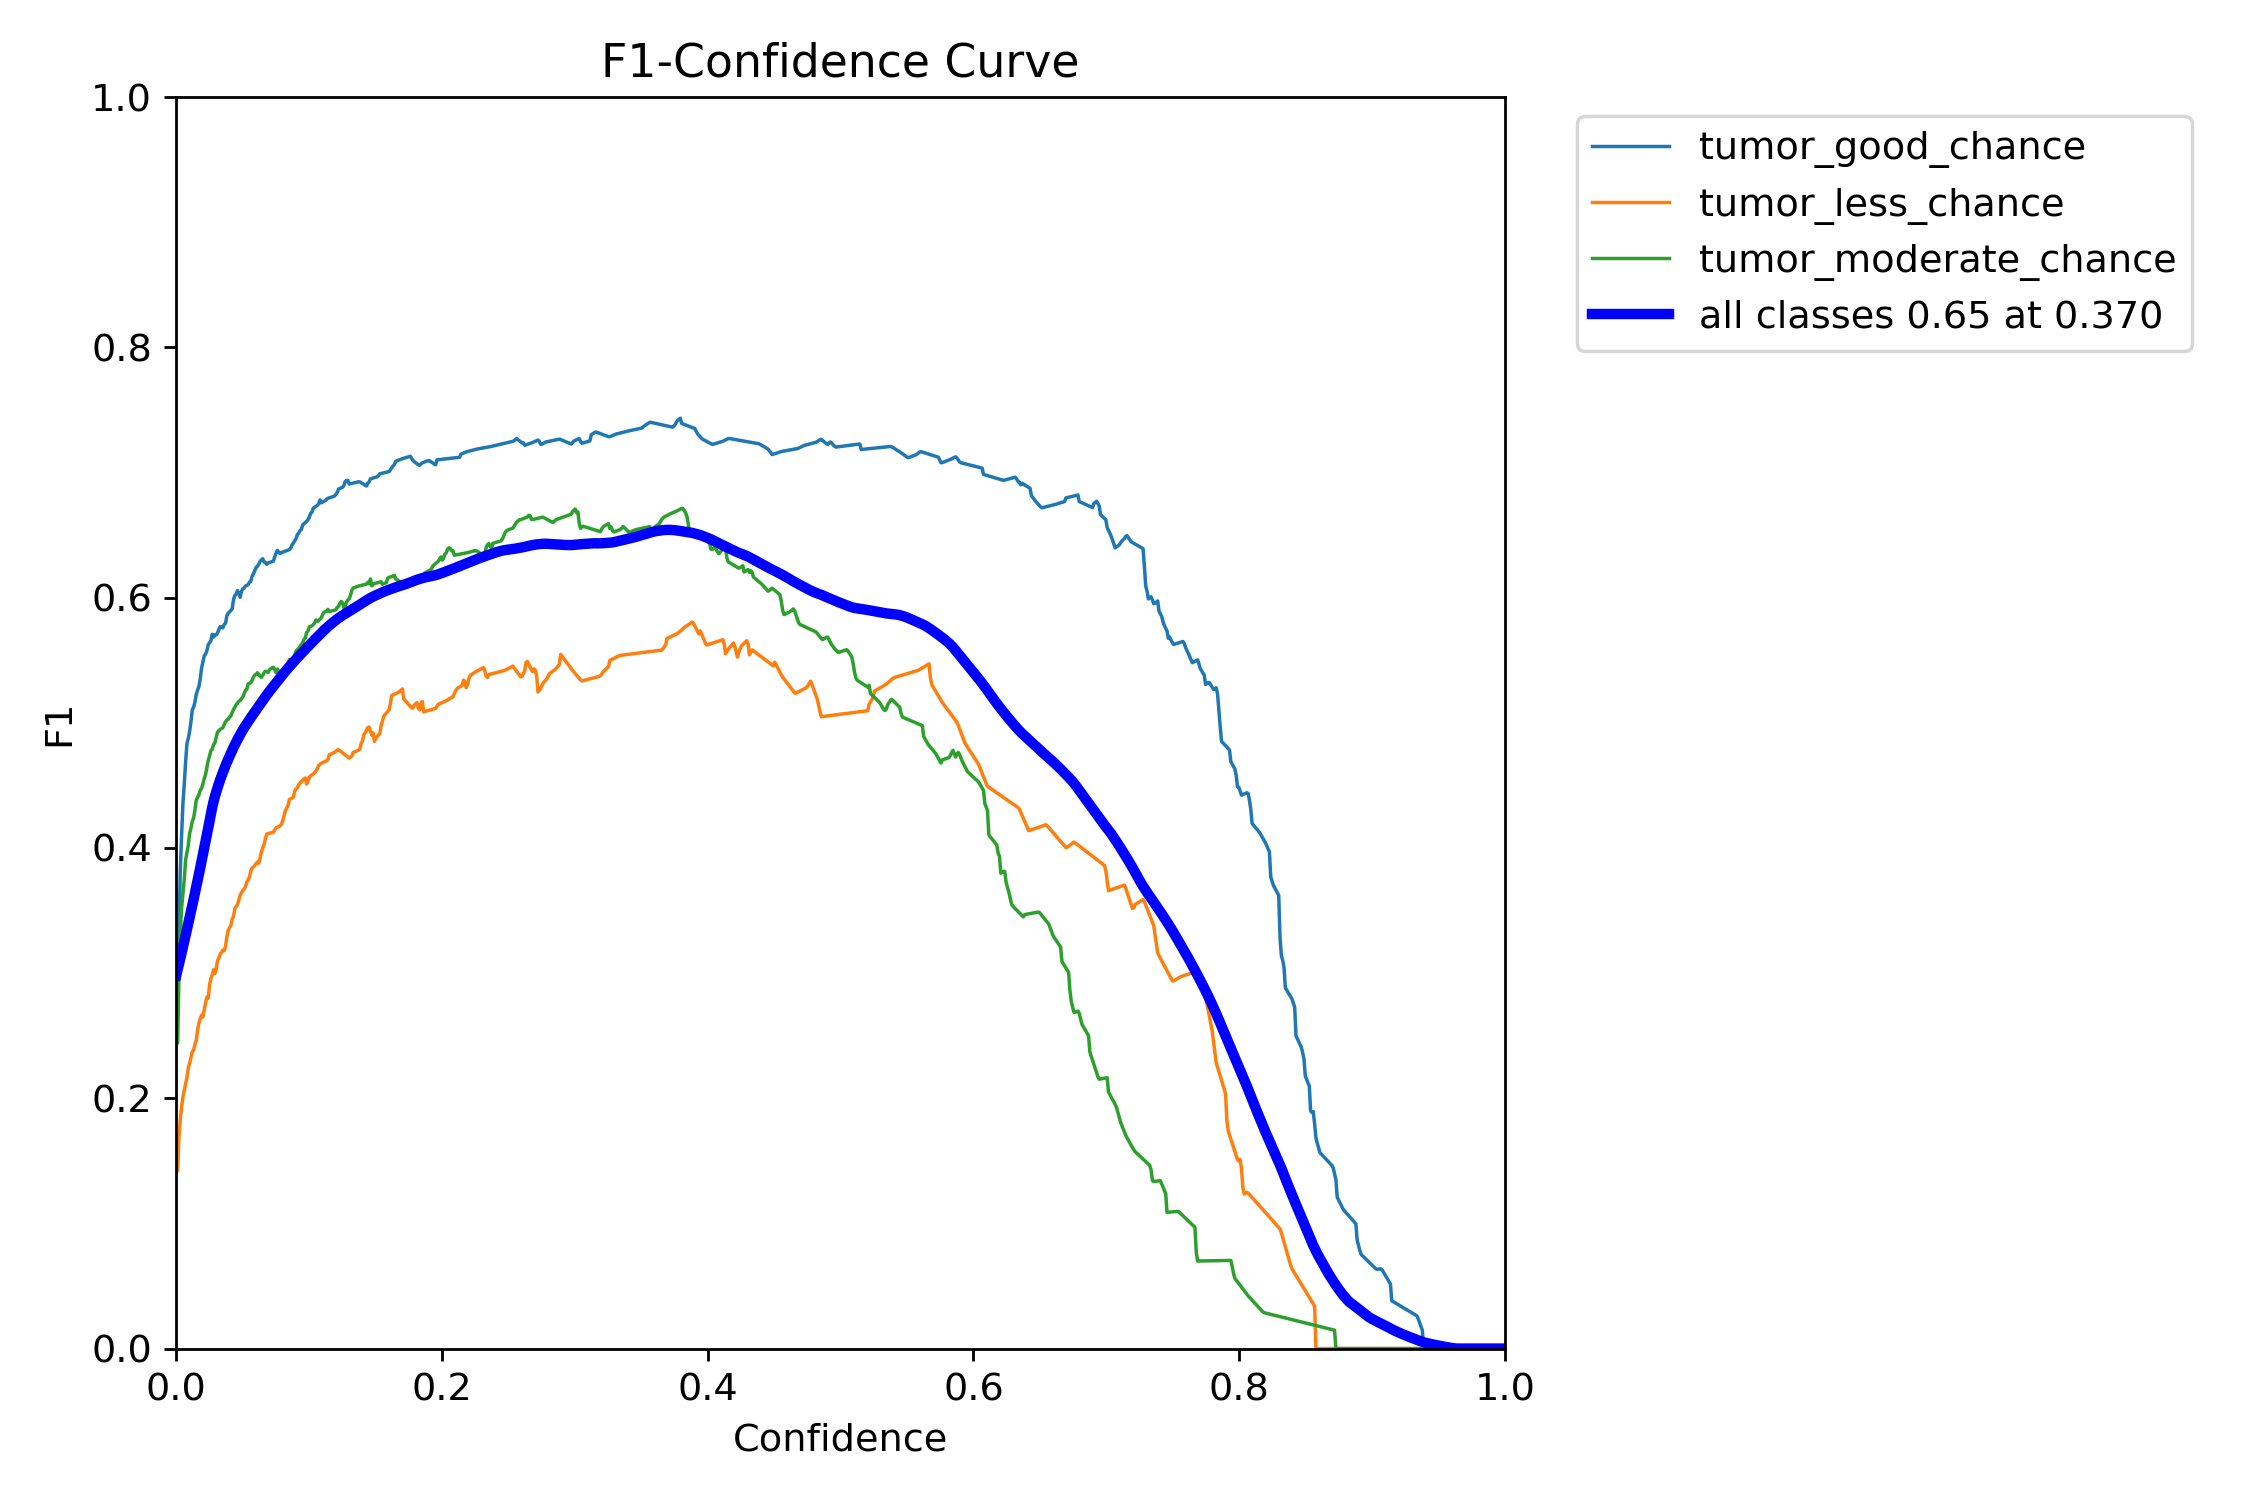 F1-Confidence Curve
1.0
0.8
0.6
0.4
0.2
0.0
F1
0.0 0.2 0.4 0.6 0.8 1.0
Confidence
tumor_good_chance
tumor_less_chance
tumor_moderate_chance
all classes 0.65 at 0.370